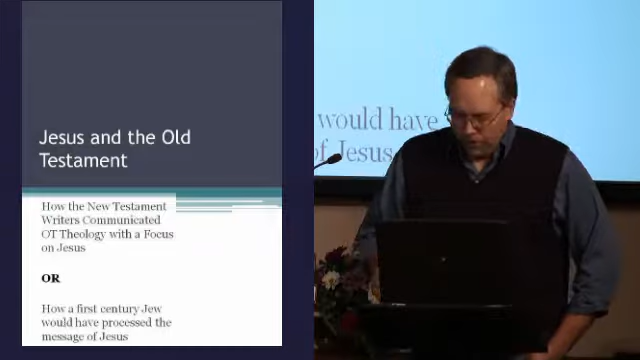 Jesus and the Old
Testament
How the New Testament
Writers Communicated
OT Theology with a Focus
on Jesus
OR
How a first century Jew
would have processed the
message of Jesus
would have
of Jesus